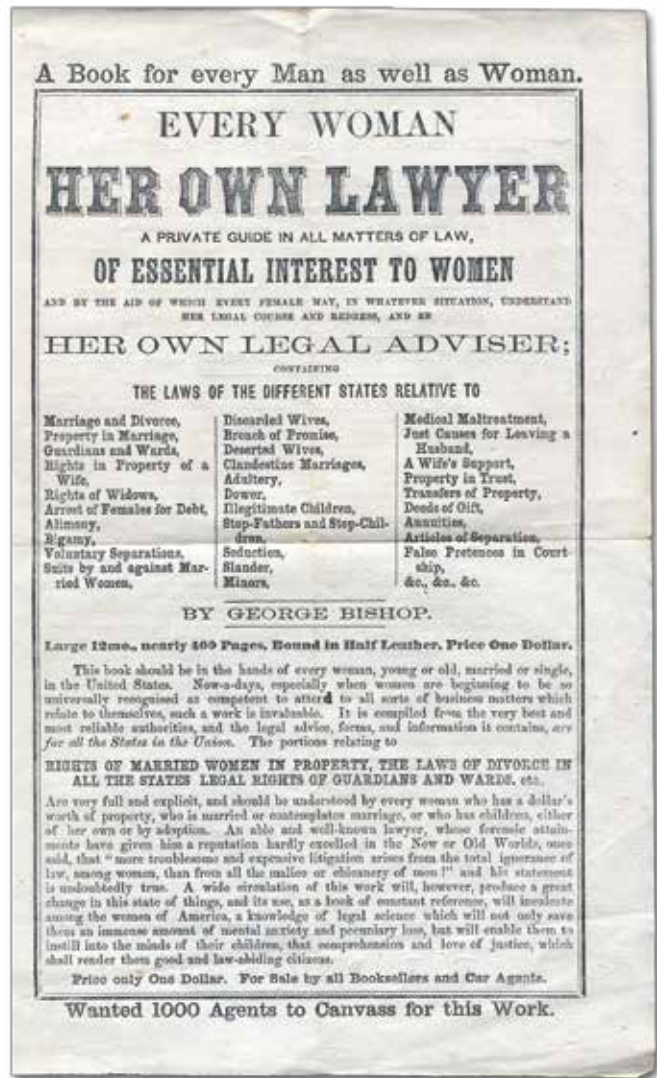 A Book for every Man as well as Woman.
EVERY WOMAN
HER OWN LAWYER
A PRIVATE GUIDE IN ALL MATTERS OF LAW,
OF ESSENTIAL INTEREST TO WOMEN
AND BY THE AID OF WHICH EVERY FEMALE MAY, IN WHATEVER SITUATION, UNDERSTAND
HER LEGAL COURSE AND REDRESS, AND BE
HER OWN LEGAL ADVISER;
CONTAINING
THE LAWS OF THE DIFFERENT STATES RELATIVE TO
Marriage and Divorce,
Property in Marriage,
Guardians and Wards,
Rights in Property of a
Wife,
Rights of Widows,
Arrest of Females for Debt,
Alimony,
Bigamy,
Voluntary Separations,
Suits by and against Mar-
ried Women,
Discarded Wives,
Breach of Promise,
Deserted Wives,
Clandestine Marriages,
Adultery,
Dower,
Illegitimate Children,
Step-Fathers and Step-Chil-
dren,
Seduction,
Slander,
Minors,
Medical Maltreatment,
Just Causes for Leaving a
Husband,
A Wife's Support,
Property in Trust,
Transfers of Property,
Deeds of Gift,
Annuities,
Articles of Separation,
False Pretences in Court-
ship,
&c., &c., &c.
BY GEORGE BISHOP.
Large 12mo., nearly 400 Pages, Bound in Half Leather. Price One Dollar.
This book should be in the hands of every woman, young or old, married or single,
in the United States. Now-a-days, especially when women are beginning to be so
universally recognised as competent to attend to all sorts of business matters which
relate to themselves, such a work is invaluable. It is compiled from the very best and
most reliable authorities, and the legal advice, forms, and information it contains, are
for all the States in the Union. The portions relating to
RIGHTS OF MARRIED WOMEN IN PROPERTY, THE LAWS OF DIVORCE IN
ALL THE STATES LEGAL RIGHTS OF GUARDIANS AND WARDS. etc.
Are very full and explicit, and should be understood by every woman who has a dollar's
worth of property, who is married or contemplates marriage, or who has children, either
of her own or by adoption. An able and well-known lawyer, whose forensic attain-
ments have given him a reputation hardly excelled in the New or Old Worlds, once
said, that "more troublesome and expensive litigation arises from the total ignorance of
law, among women, than from all the malice or chicanery of men!" and his statement
is undoubtedly true. A wide circulation of this work will, however, produce a great
change in this state of things, and its use, as a book of constant reference, will inculcate
among the women of America, a knowledge of legal science which will not only save
them an immense amount of mental anxiety and pecuniary loss, but will enable them to
instill into the minds of their children, that comprehension and love of justice, which
shall render them good and law-abiding citizens.
Price only One Dollar. For Sale by all Booksellers and Car Agents.
Wanted 1000 Agents to Canvass for this Work.